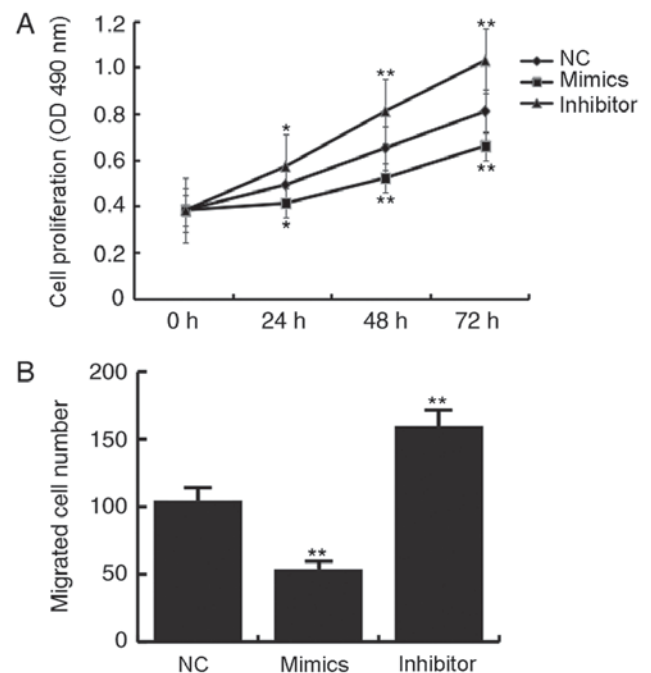 A
Cell proliferation (OD 490 nm)
1.2
1.0
0.8
0.6
0.4
0.2
0
*
**
**
*
**
**
0 h
24 h
48 h
72 h
NC
Mimics
Inhibitor
B
Migrated cell number
200
150
100
50
0
**
**
NC
Mimics
Inhibitor